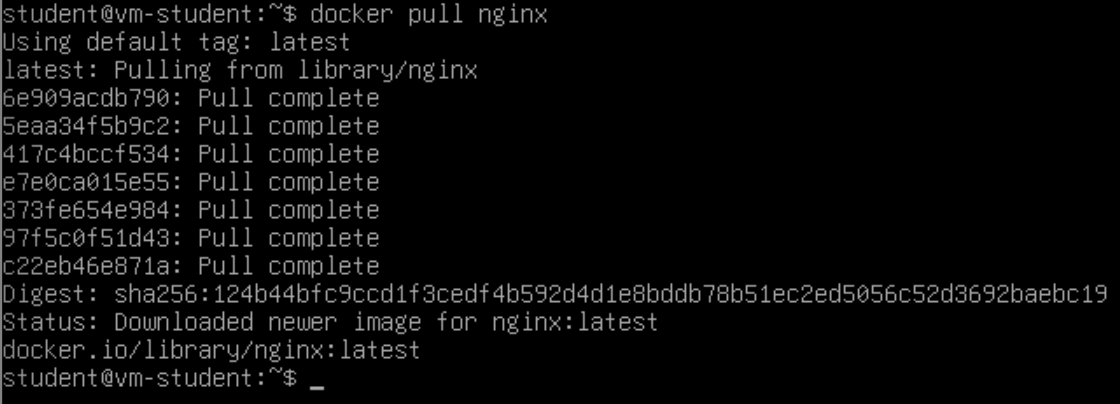 student@vm-student:~$ docker pull nginx
Using default tag: latest
latest: Pulling from library/nginx
6e909acdb790: Pull complete
5eaa34f5b9c2: Pull complete
417c4bccf534: Pull complete
e7e0ca015e55: Pull complete
373fe654e984: Pull complete
97f5c0f51d43: Pull complete
c22eb46e871a: Pull complete
Digest: sha256:124b44bfc9ccd1f3cedf4b592d4d1e8bddb78b51ec2ed5056c52d3692baebc19
Status: Downloaded newer image for nginx:latest
docker.io/library/nginx:latest
student@vm-student:~$ _